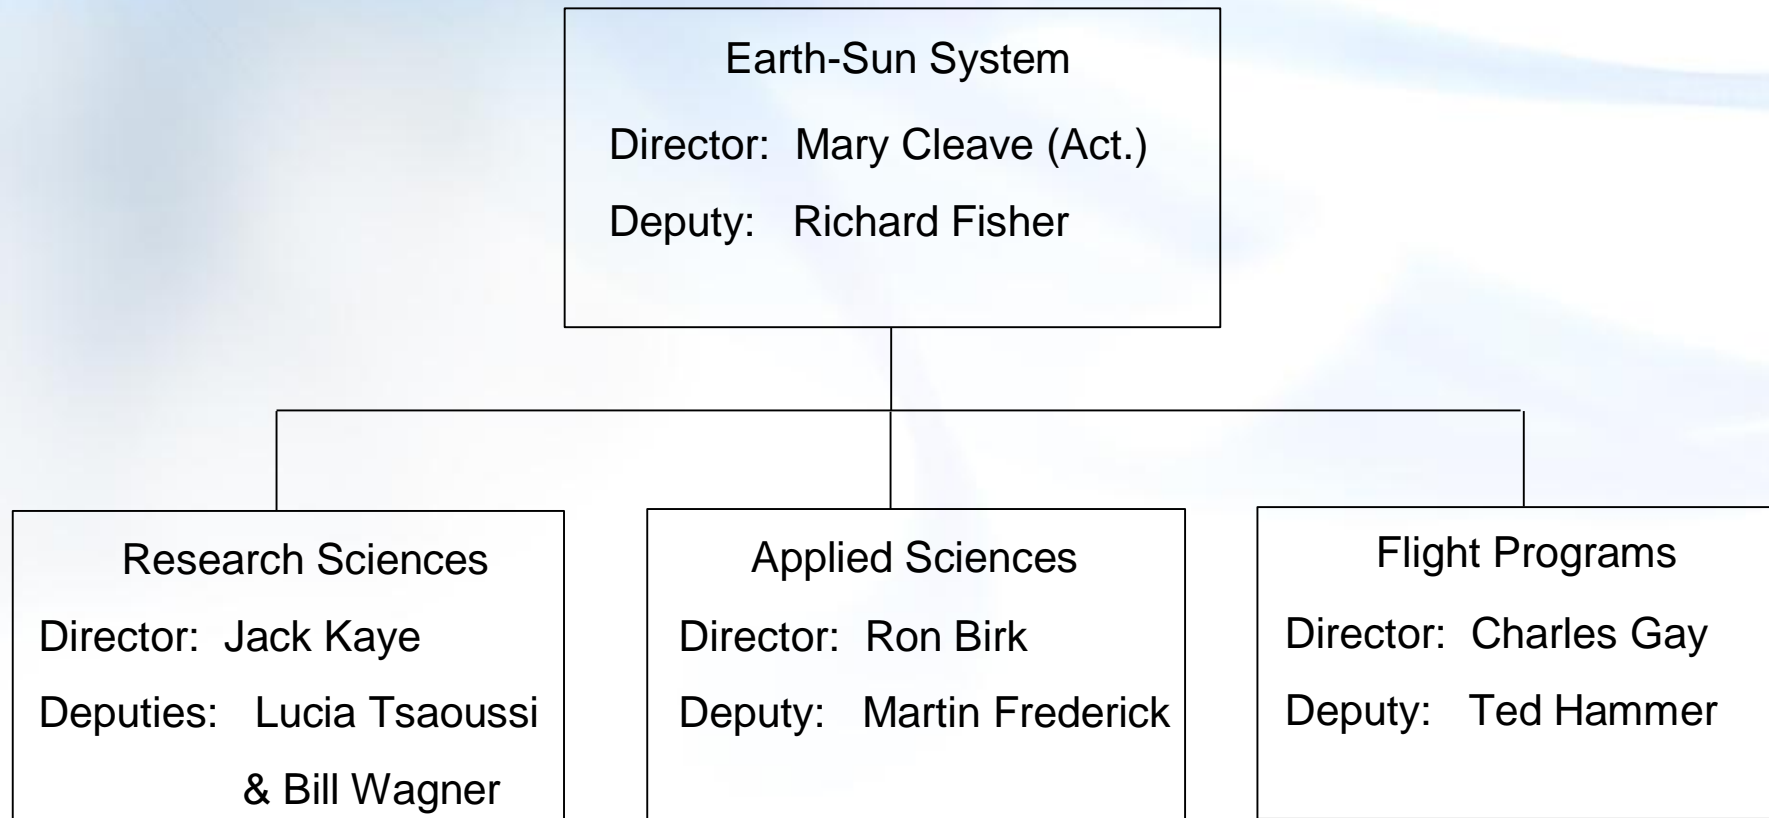 Earth-Sun System
Director: Mary Cleave (Act.)
Deputy: Richard Fisher
Research Sciences
Director: Jack Kaye
Deputies: Lucia Tsaoussi
& Bill Wagner
Applied Sciences
Director: Ron Birk
Deputy: Martin Frederick
Flight Programs
Director: Charles Gay
Deputy: Ted Hammer